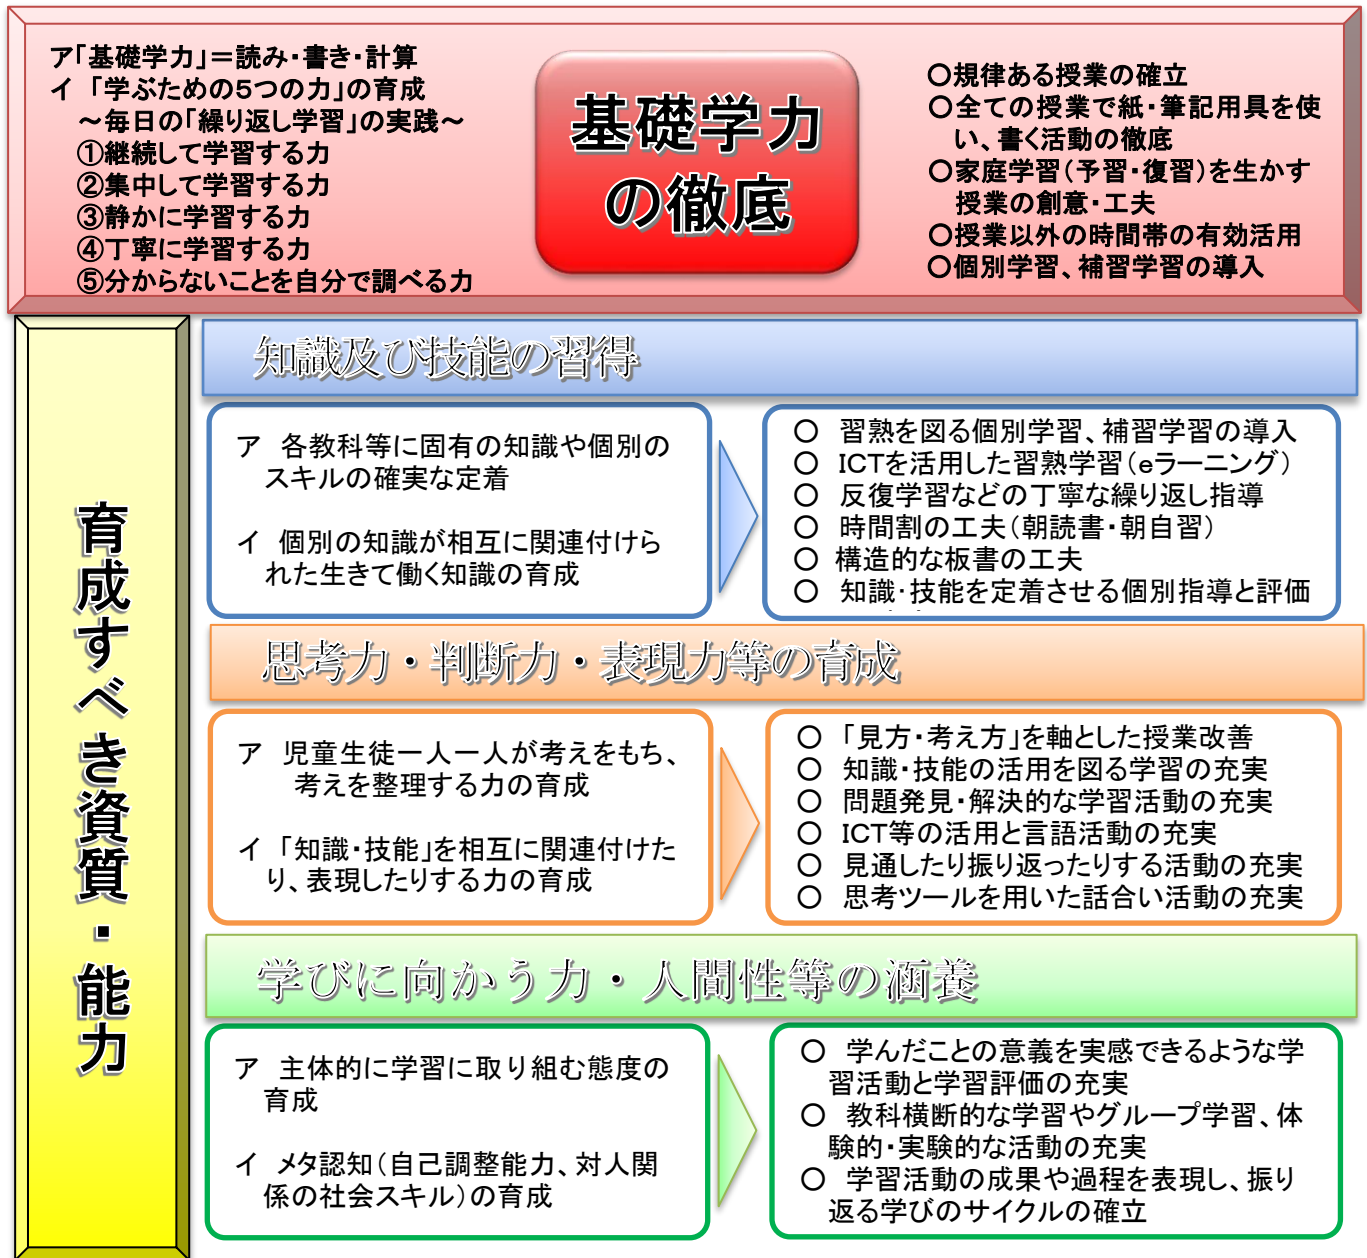 ア「基礎学力」＝読み・書き・計算
イ 「学ぶための5つの力」の育成
～毎日の「繰り返し学習」の実践～
①継続して学習する力
②集中して学習する力
③静かに学習する力
④丁寧に学習する力
⑤分からないことを自分で調べる力
基礎学力
の徹底
〇規律ある授業の確立
〇全ての授業で紙・筆記用具を使
い、書く活動の徹底
〇家庭学習(予習・復習)を生かす
授業の創意・工夫
〇授業以外の時間帯の有効活用
〇個別学習、補習学習の導入
育成すべき資質・能力
知識及び技能の習得
ア 各教科等に固有の知識や個別の
スキルの確実な定着
イ 個別の知識が相互に関連付けら
れた生きて働く知識の育成
〇 習熟を図る個別学習、補習学習の導入
〇 ICTを活用した習熟学習(eラーニング)
〇 反復学習などの丁寧な繰り返し指導
〇 時間割の工夫(朝読書・朝自習)
〇 構造的な板書の工夫
〇 知識・技能を定着させる個別指導と評価
思考力・判断力・表現力等の育成
ア 児童生徒一人一人が考えをもち、
考えを整理する力の育成
イ 「知識・技能」を相互に関連付けた
り、表現したりする力の育成
〇 「見方・考え方」を軸とした授業改善
〇 知識・技能の活用を図る学習の充実
〇 問題発見・解決的な学習活動の充実
〇 ICT等の活用と言語活動の充実
〇 見通したり振り返ったりする活動の充実
〇 思考ツールを用いた話合い活動の充実
学びに向かう力・人間性等の涵養
ア 主体的に学習に取り組む態度の
育成
イ メタ認知(自己調整能力、対人関
係の社会スキル)の育成
〇 学んだことの意義を実感できるような学
習活動と学習評価の充実
〇 教科横断的な学習やグループ学習、体
験的・実験的な活動の充実
〇 学習活動の成果や過程を表現し、振り
返る学びのサイクルの確立